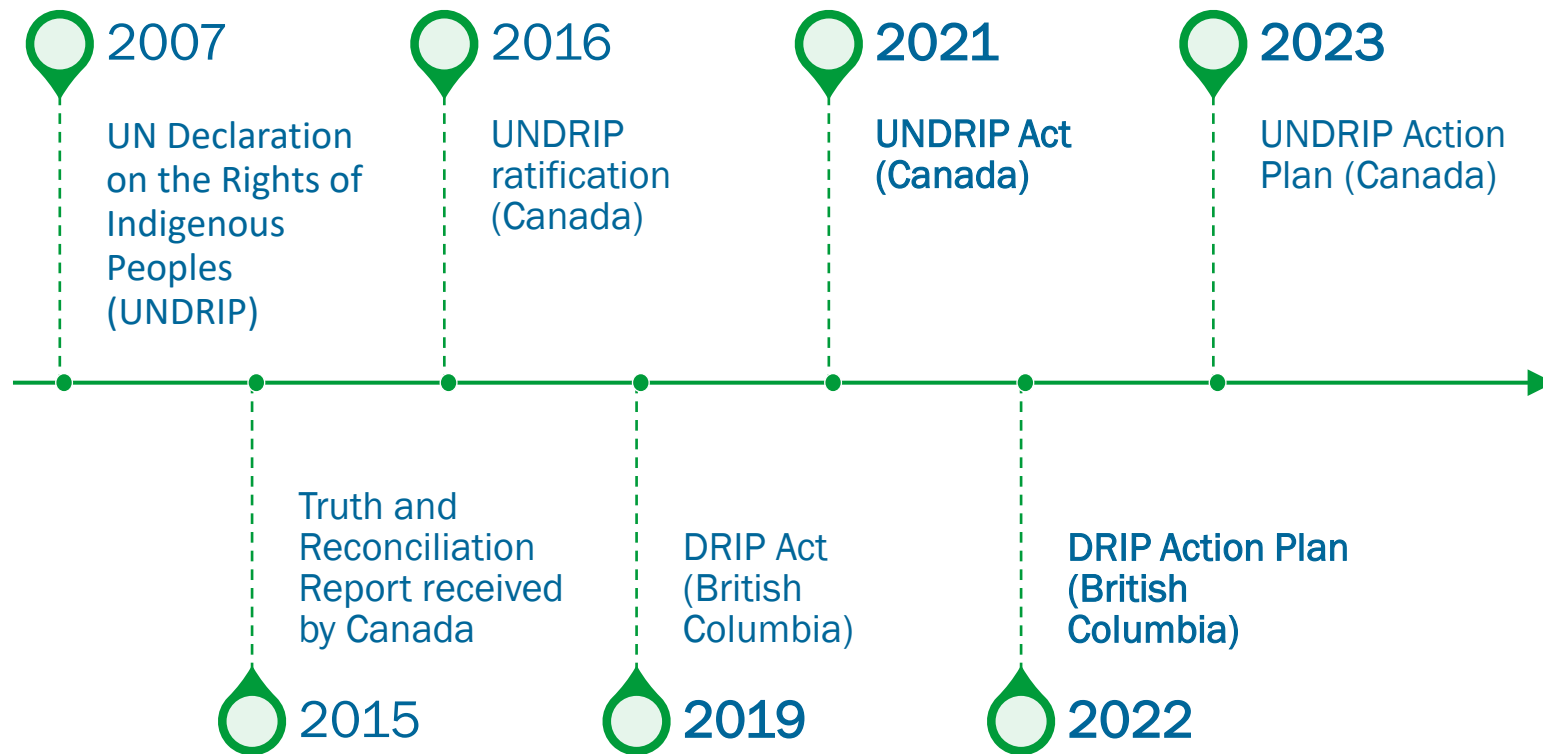 2007
UN Declaration
on the Rights of
Indigenous
Peoples
(UNDRIP)
2016
UNDRIP
ratification
(Canada)
2021
UNDRIP Act
(Canada)
2023
UNDRIP Action
Plan (Canada)
Truth and
Reconciliation
Report received
by Canada
2015
DRIP Act
(British
Columbia)
2019
DRIP Action Plan
(British
Columbia)
2022